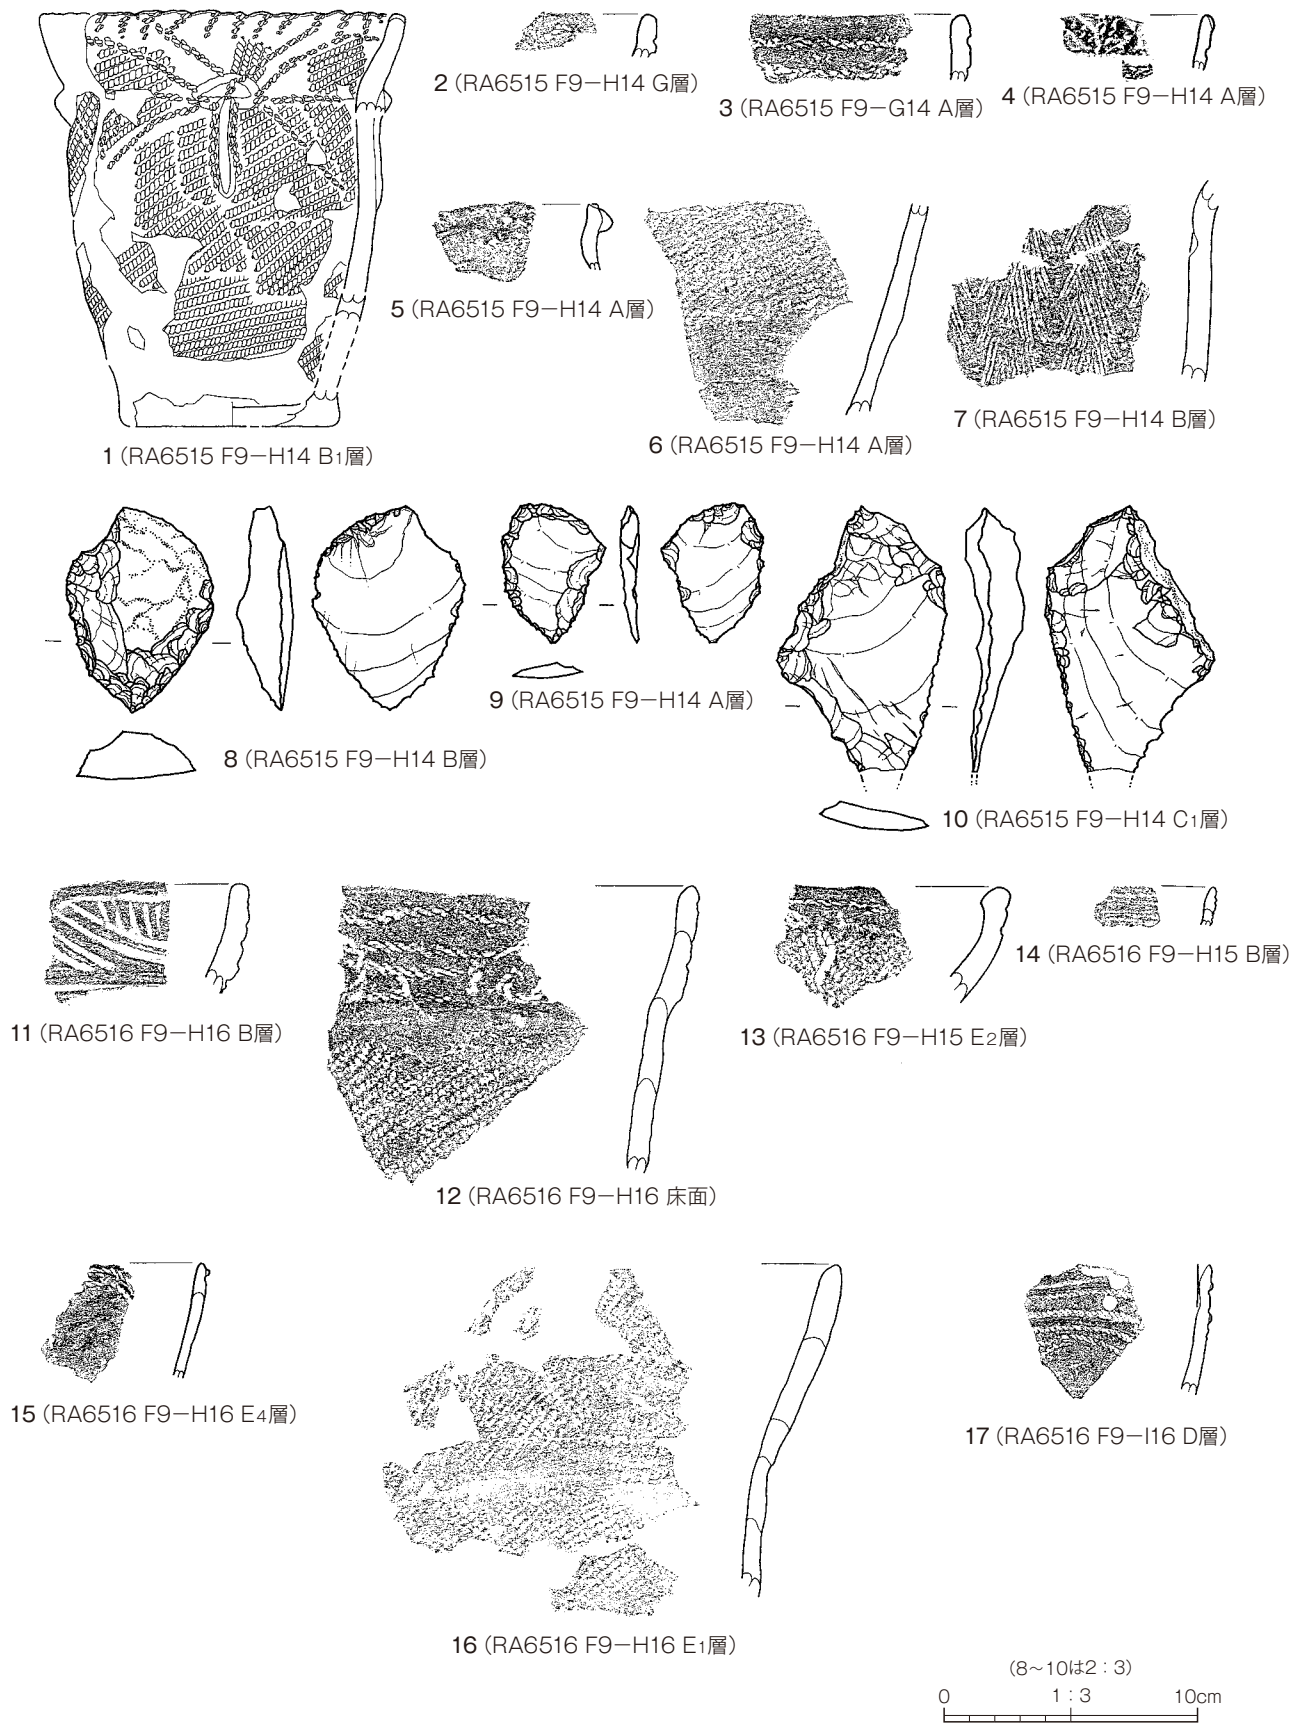 2 (RA6515 F9－H14 G層)
3 (RA6515 F9－G14 A層)
4 (RA6515 F9－H14 A層)
5 (RA6515 F9－H14 A層)
1 (RA6515 F9－H14 B1層)
6 (RA6515 F9－H14 A層)
7 (RA6515 F9－H14 B層)
8 (RA6515 F9－H14 B層)
9 (RA6515 F9－H14 A層)
10 (RA6515 F9－H14 C1層)
11 (RA6516 F9－H16 B層)
12 (RA6516 F9－H16 床面)
13 (RA6516 F9－H15 E2層)
14 (RA6516 F9－H15 B層)
15 (RA6516 F9－H16 E4層)
16 (RA6516 F9－H16 E1層)
17 (RA6516 F9－I16 D層)
(8～10は2：3)
0 1：3 10cm